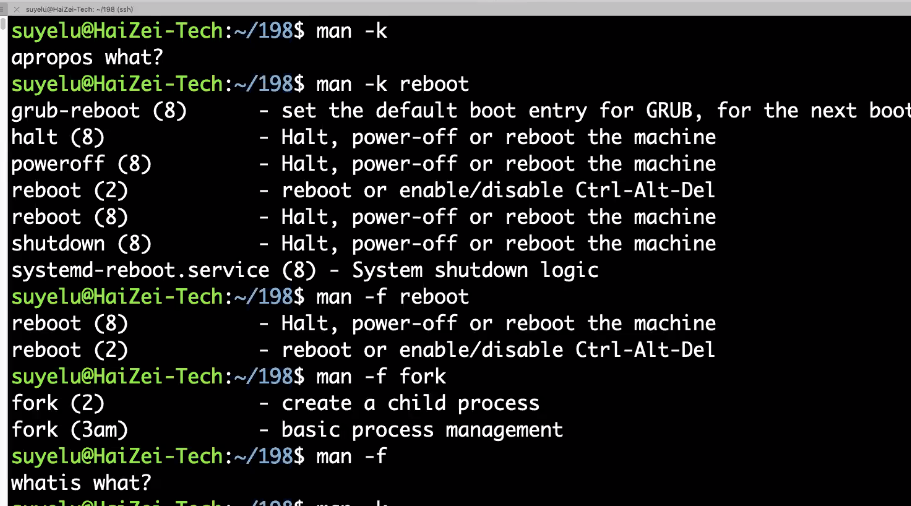 suyelu@HaiZei-Tech: ~/198 (ssh)
suyelu@HaiZei-Tech:~/198$ man -k
apropos what?
suyelu@HaiZei-Tech:~/198$ man -k reboot
grub-reboot (8)      - set the default boot entry for GRUB, for the next boot
halt (8)             - Halt, power-off or reboot the machine
poweroff (8)         - Halt, power-off or reboot the machine
reboot (2)           - reboot or enable/disable Ctrl-Alt-Del
reboot (8)           - Halt, power-off or reboot the machine
shutdown (8)         - Halt, power-off or reboot the machine
systemd-reboot.service (8) - System shutdown logic
suyelu@HaiZei-Tech:~/198$ man -f reboot
reboot (8)           - Halt, power-off or reboot the machine
reboot (2)           - reboot or enable/disable Ctrl-Alt-Del
suyelu@HaiZei-Tech:~/198$ man -f fork
fork (2)             - create a child process
fork (3am)           - basic process management
suyelu@HaiZei-Tech:~/198$ man -f
whatis what?
suyelu@HaiZei-Tech:~/198$ man -k